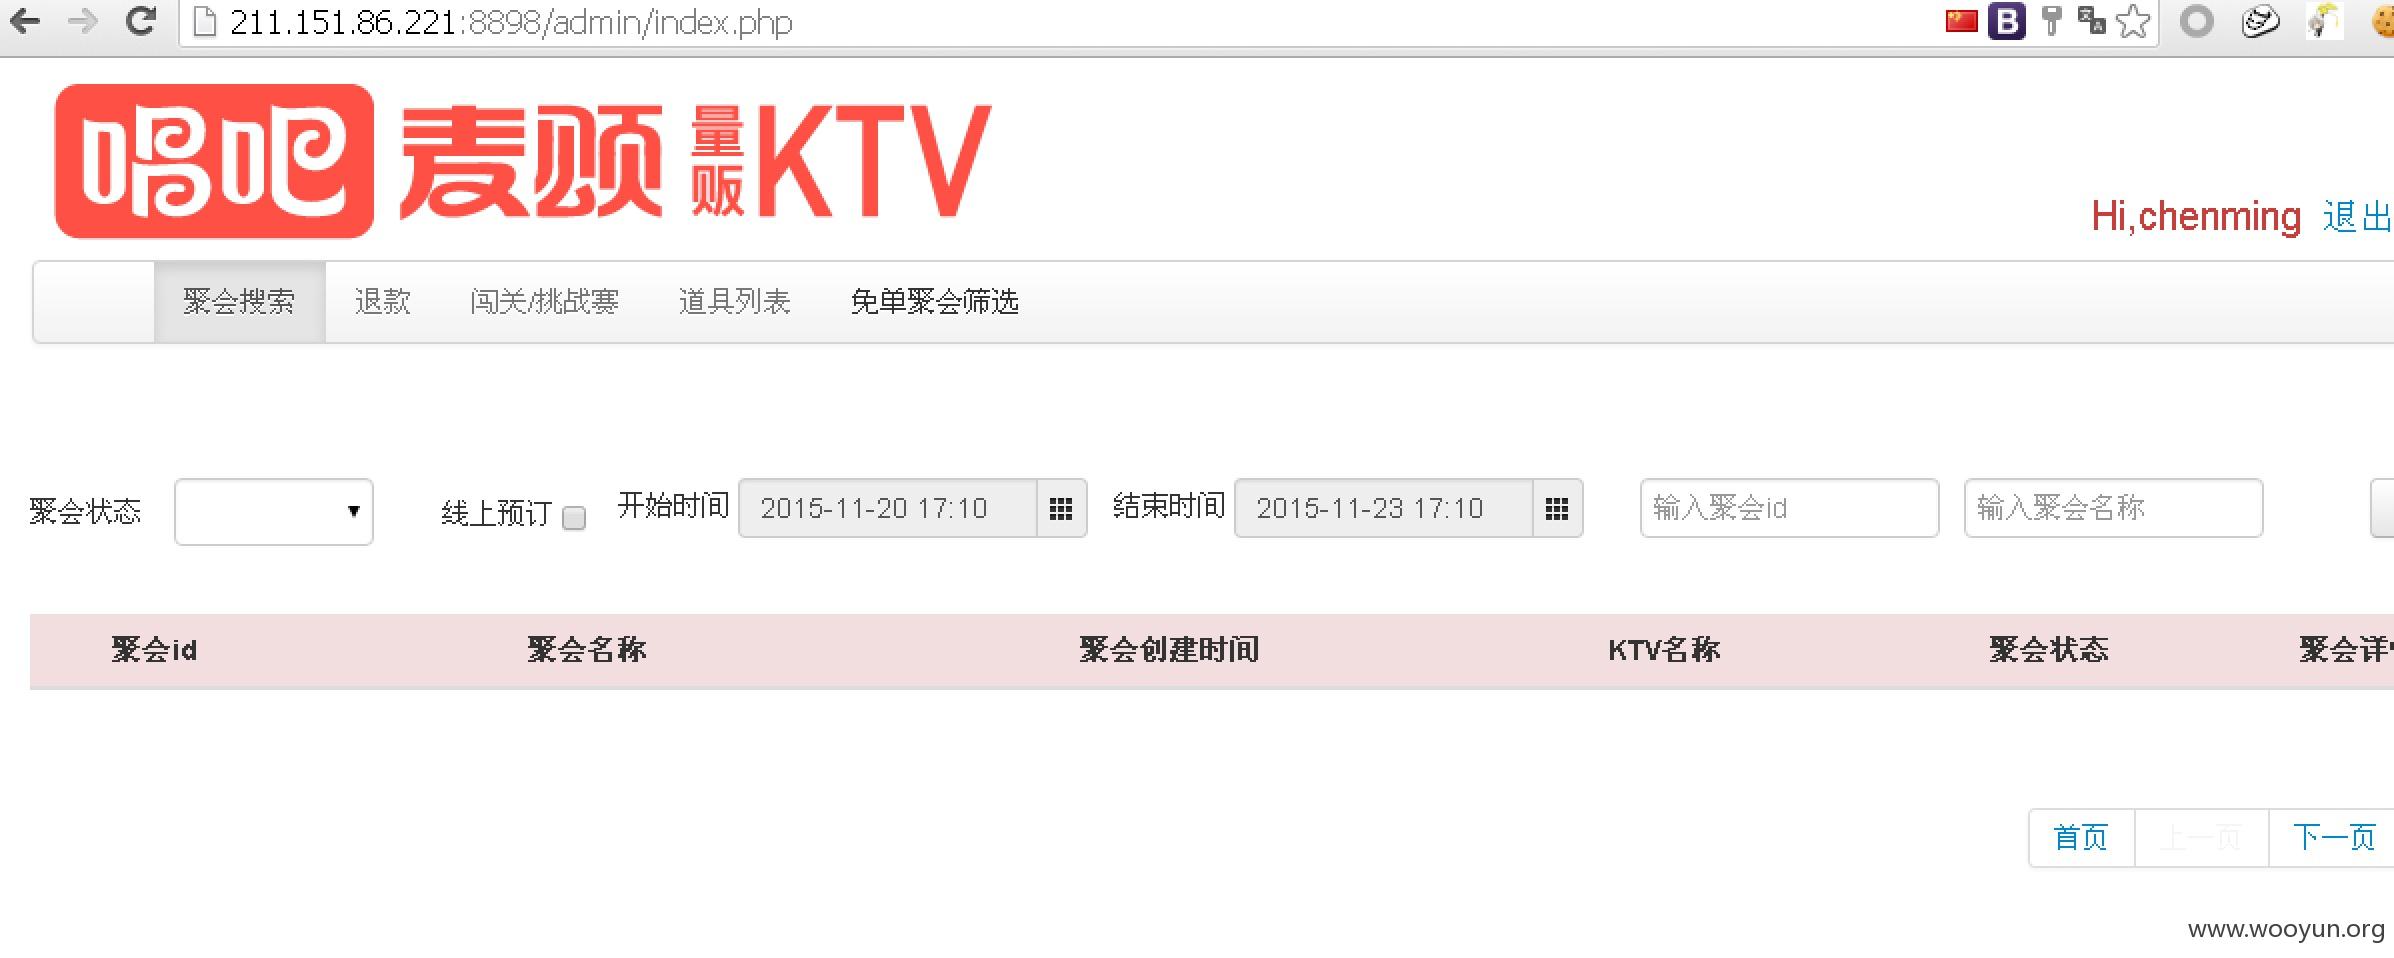 211.151.86.221:8898/admin/index.php
唱吧 麦颂 量贩 KTV
Hi,chenming 退出
聚会搜索 退款 闯关/挑战赛 道具列表 免单聚会筛选
聚会状态 线上预订 开始时间 2015-11-20 17:10 结束时间 2015-11-23 17:10 输入聚会id 输入聚会名称
聚会id 聚会名称 聚会创建时间 KTV名称 聚会状态 聚会详
首页 上一页 下一页
www.wooyun.org